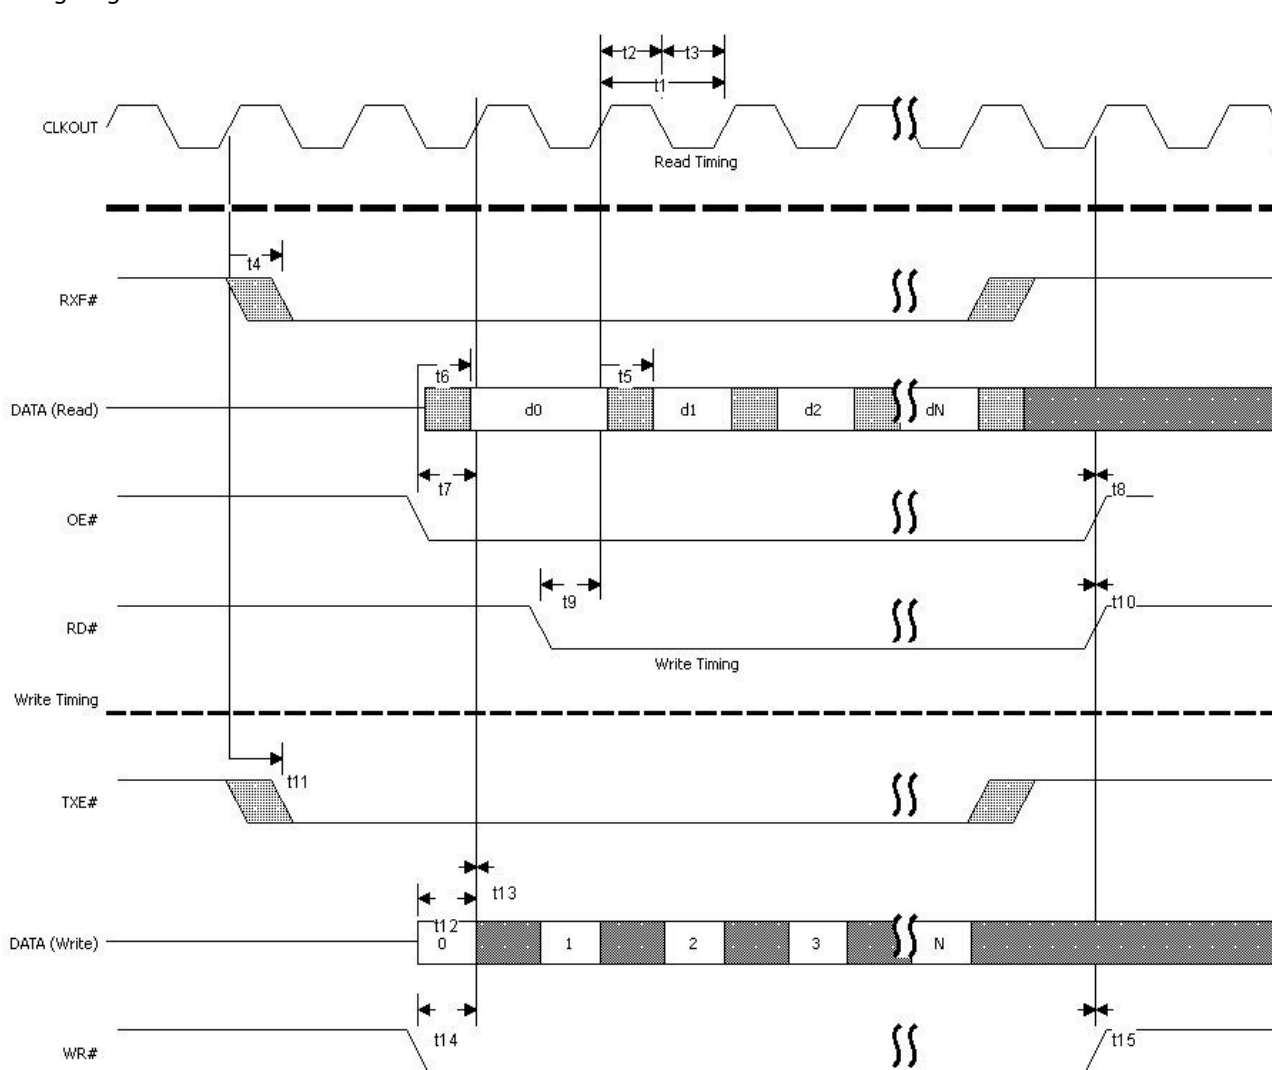 t2 t3
t1
CLKOUT
Read Timing
t4
RXF#
t6 t5
DATA (Read) d0 d1 d2 dN
t7 t8
OE#
t9 t10
RD#
Write Timing
Write Timing
t11
TXE#
t13
t12
DATA (Write) 0 1 2 3 N
t14 t15
WR#